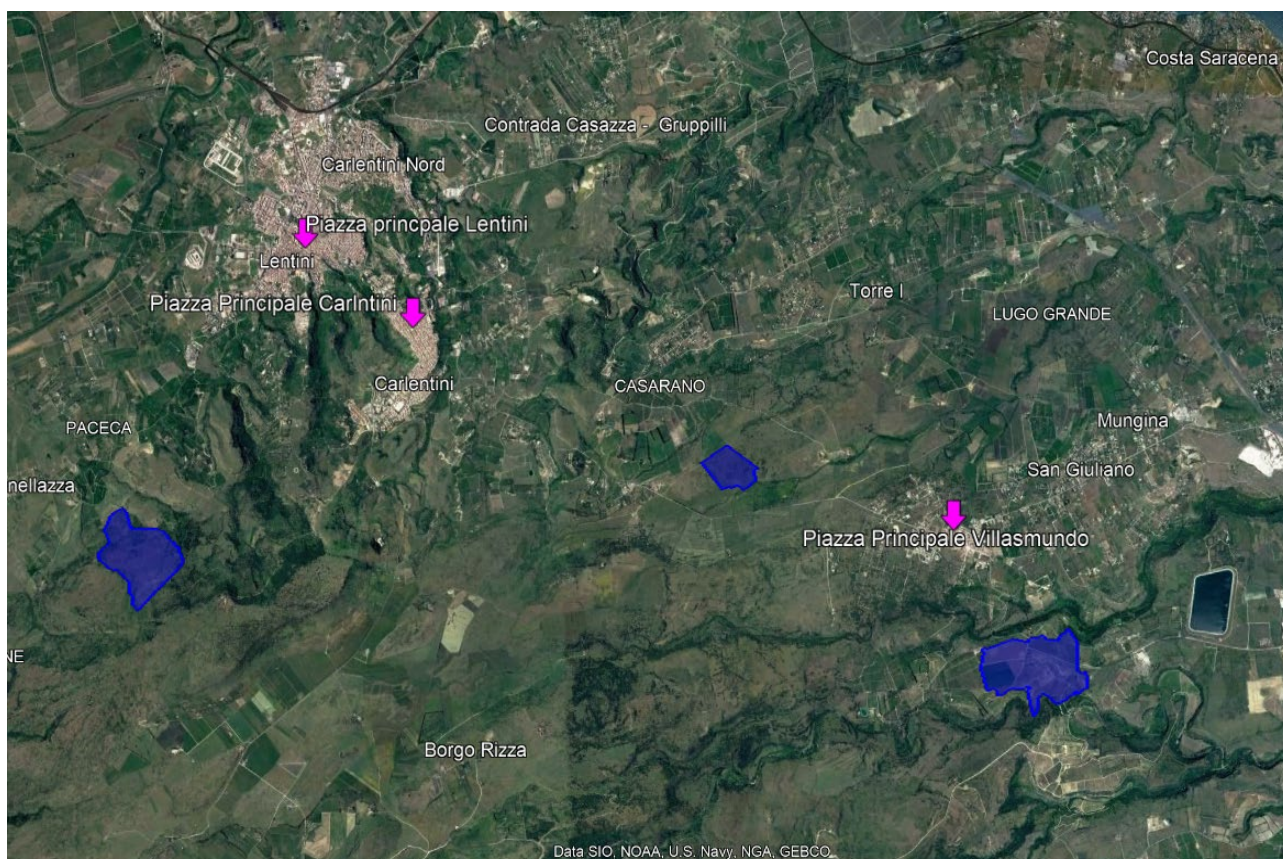 Costa Saracena
Contrada Casazza - Gruppilli
Carlentini Nord
Piazza princpale Lentini
Lentini
Torre I
Piazza Principale CarlNtini
LUGO GRANDE
Carlentini
CASARANO
PACECA
Mungina
San Giuliano
nellazza
Piazza Principale Villasmundo
NE
Borgo Rizza
Data SIO, NOAA, U.S. Navy, NGA, GEBCO